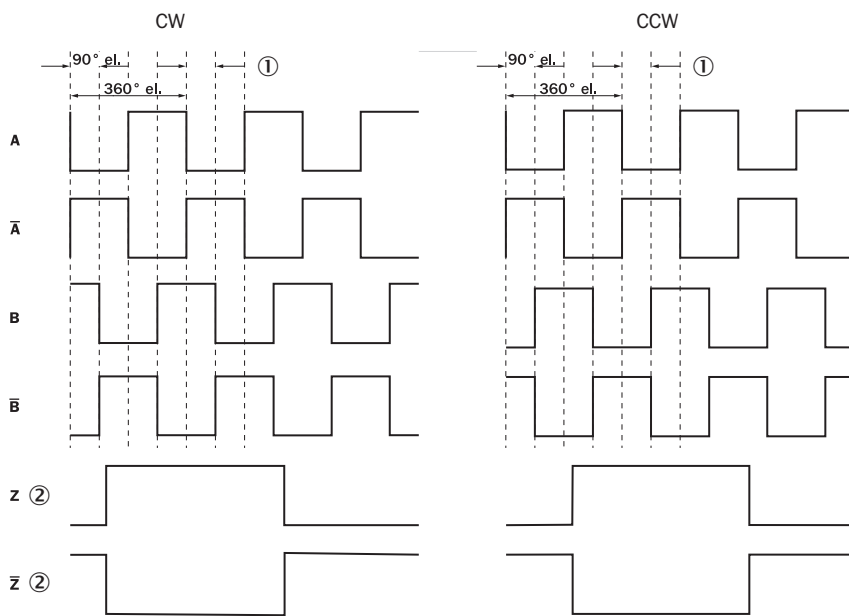 CW CCW
90° el. ① 90° el. ①
360° el. 360° el.
A
A̅
B
B̅
Z ②
Z̅ ②